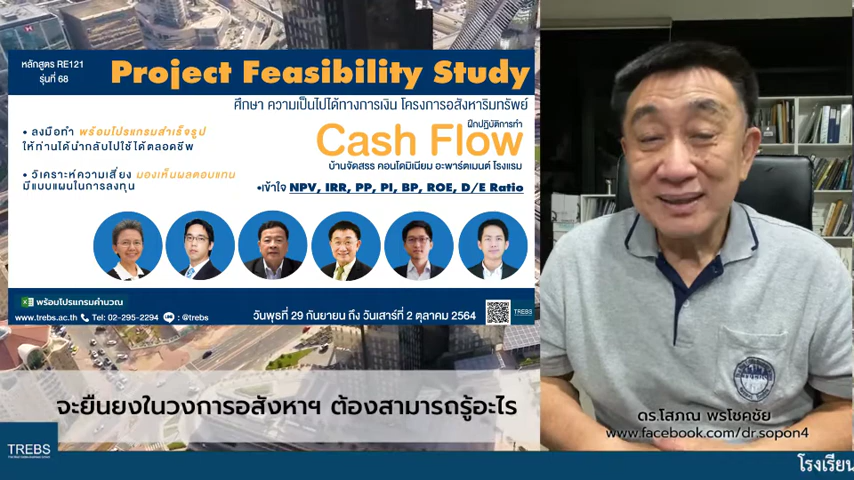 หลักสูตร RE121
รุ่นที่ 68
Project Feasibility Study
ศึกษา ความเป็นไปได้ทางการเงิน โครงการอสังหาริมทรัพย์
ฝึกปฏิบัติการทำ
Cash Flow
บ้านจัดสรร คอนโดมิเนียม อะพาร์ตเมนต์ โรงแรม
• ลงมือทำ พร้อมโปรแกรมสำเร็จรูป
ให้ท่านได้นำกลับไปใช้ได้ตลอดชีพ
• วิเคราะห์ความเสี่ยง มองเห็นผลตอบแทน
มีแบบแผนในการลงทุน
•เข้าใจ NPV, IRR, PP, PI, BP, ROE, D/E Ratio
พร้อมโปรแกรมคำนวณ
www.trebs.ac.th Tel: 02-295-2294 LINE : @trebs
วันพุธที่ 29 กันยายน ถึง วันเสาร์ที่ 2 ตุลาคม 2564
TREBS
จะยืนยงในวงการอสังหาฯ ต้องสามารถรู้อะไร
ดร.โสภณ พรโชคชัย
www.facebook.com/dr.sopon4
TREBS
โรงเรียน